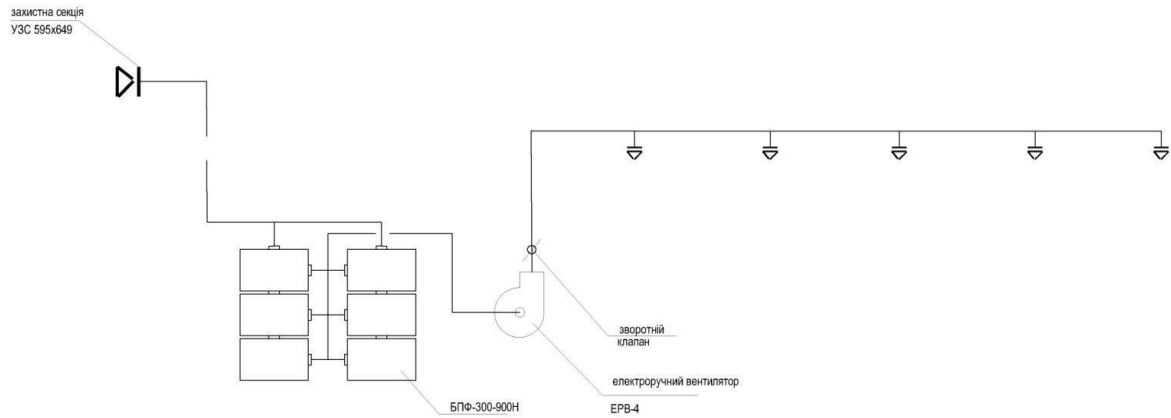 захистна секція
УЗС 595х649
зворотній
клапан
електроручний вентилятор
ЕРВ-4
БПФ-300-900Н